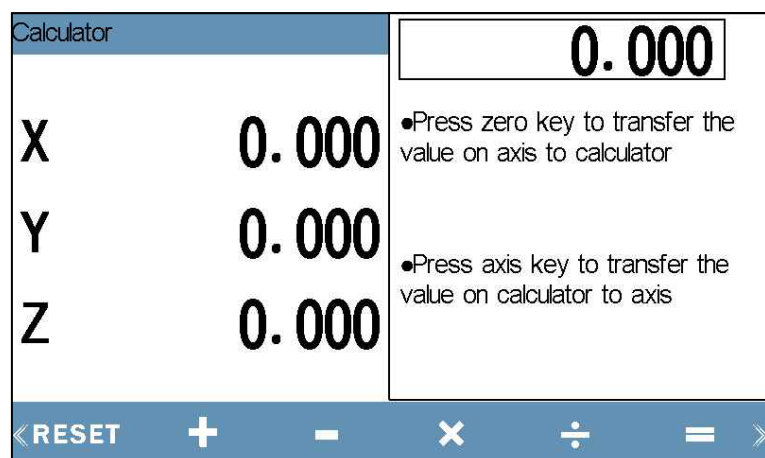 Calculator
X 0.000
Y 0.000
Z 0.000
0.000
●Press zero key to transfer the
value on axis to calculator
●Press axis key to transfer the
value on calculator to axis
«RESET + - × ÷ = »